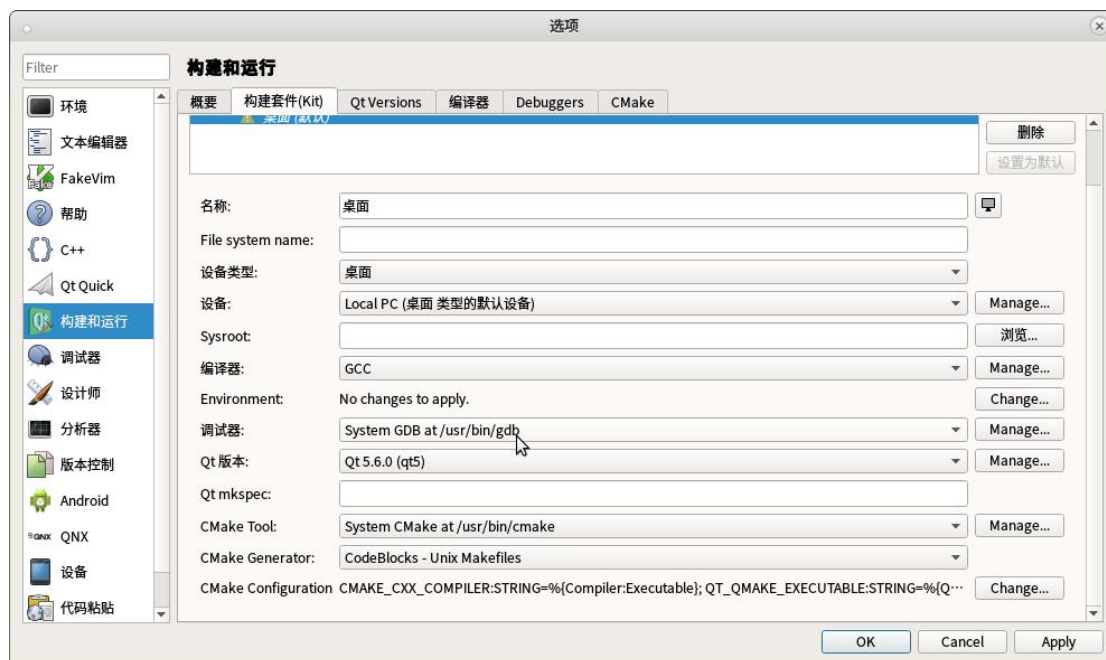 选项
Filter
环境
文本编辑器
FakeVim
帮助
C++
Qt Quick
构建和运行
调试器
设计师
分析器
版本控制
Android
QNX
设备
代码粘贴
构建和运行
概要 构建套件(Kit) Qt Versions 编译器 Debuggers CMake
桌面 (默认)
删除
设置为默认
名称: 桌面
File system name:
设备类型: 桌面
设备: Local PC (桌面 类型的默认设备) Manage...
Sysroot: 浏览...
编译器: GCC Manage...
Environment: No changes to apply. Change...
调试器: System GDB at /usr/bin/gdb Manage...
Qt 版本: Qt 5.6.0 (qt5) Manage...
Qt mkspec:
CMake Tool: System CMake at /usr/bin/cmake Manage...
CMake Generator: CodeBlocks - Unix Makefiles
CMake Configuration CMAKE_CXX_COMPILER:STRING=%{Compiler:Executable}; QT_QMAKE_EXECUTABLE:STRING=%{Q⋯ Change...
OK Cancel Apply